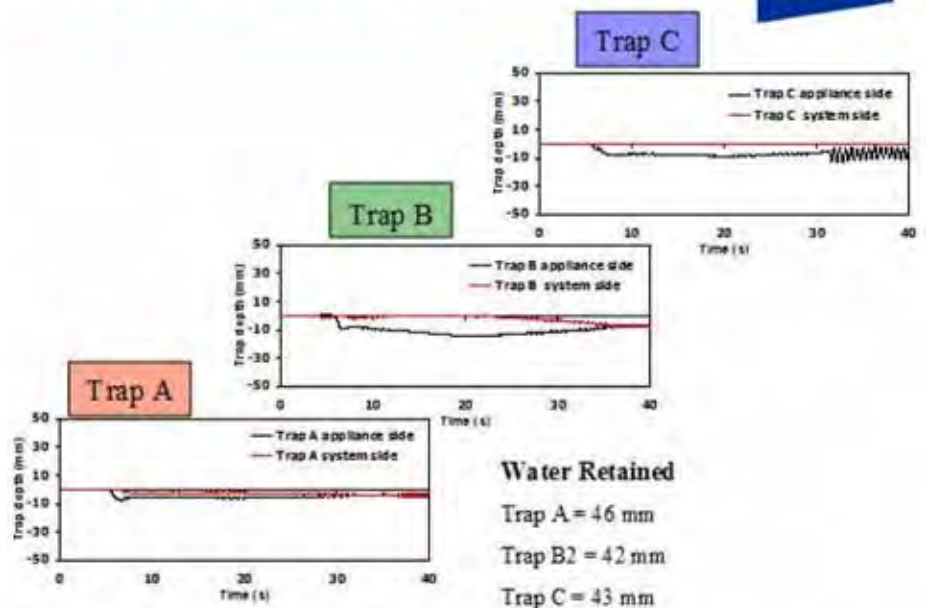 Trap C
50
30
10
-10
-30
-50
Trap depth (mm)
Trap C appliance side
Trap C system side
0
10
20
30
40
Time (s)
Trap B
50
30
10
-10
-30
-50
Trap depth (mm)
Trap B appliance side
Trap B system side
0
10
20
30
40
Time (s)
Trap A
50
30
10
-10
-30
-50
Trap depth (mm)
Trap A appliance side
Trap A system side
0
10
20
30
40
Time (s)
Water Retained
Trap A = 46 mm
Trap B2 = 42 mm
Trap C = 43 mm